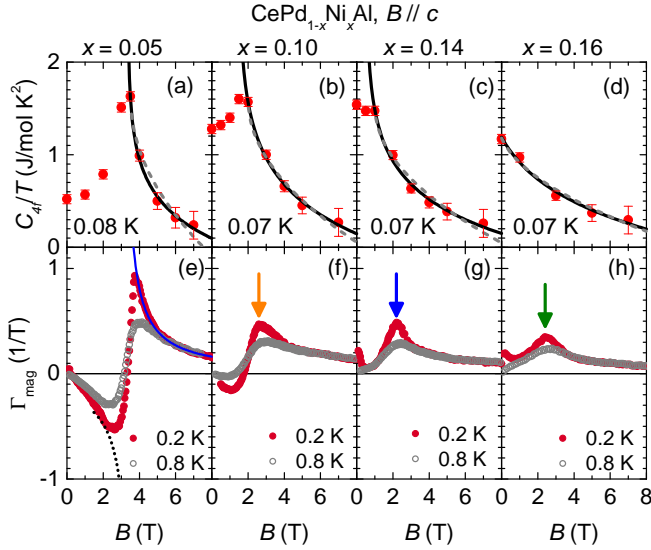 CePd₁₋ₓNiₓAl, B // c
x = 0.05 x = 0.10 x = 0.14 x = 0.16
(a) (b) (c) (d)
C₄f/T (J/mol K²)
2
1
0
0.08 K 0.07 K 0.07 K 0.07 K
(e) (f) (g) (h)
Γmag (1/T)
1
0
-1
0.2 K 0.2 K 0.2 K 0.2 K
0.8 K 0.8 K 0.8 K 0.8 K
0 2 4 6 0 2 4 6 0 2 4 6 0 2 4 6 8
B (T) B (T) B (T) B (T)